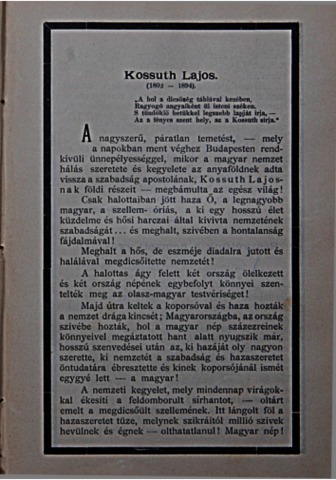 Kossuth Lajos.
(1802 — 1894).
„A hol a dicsőség táblával kezében,
Ragyogó angyalként ül isteni széken.
S tündöklő betükkel legszebb lapját írja, —
Az a fényes szent hely, az a Kossuth sírja."
A nagyszerű, páratlan temetést, — mely
a napokban ment véghez Budapesten rend-
kívüli ünnepélyességgel, mikor a magyar nemzet
hálás szeretete és kegyelete az anyaföldnek adta
vissza a szabadság apostolának, Kossuth Lajos-
nak földi részeit — megbámulta az egész világ!
Csak halottaiban jött haza Ő, a legnagyobb
magyar, a szellem-óriás, a ki egy hosszú élet
küzdelme és hősi harczai által kivívta nemzetének
szabadságát... és meghalt, szivében a hontalanság
fájdalmával!
Meghalt a hős, de eszméje diadalra jutott és
halálával megdicsőitette nemzetét!
A halottas ágy felett két ország ölelkezett
és két ország népének egybefolyt könnyei szen-
telték meg az olasz-magyar testvériséget!
Majd útra keltek a koporsóval és haza hozták
a nemzet drága kincsét; Magyarországba, az ország
szivébe hozták, hol a magyar nép százezreinek
könnyeivel megáztatott hant alatt nyugszik már,
hosszú szenvedései után az, ki hazáját oly nagyon
szerette, ki nemzetét a szabadság és hazaszeretet
öntudatára ébresztette és kinek koporsójánál ismét
egygyé lett — a magyar!
A nemzeti kegyelet, mely mindennap virágok-
kal ékesíti a feldomborult sírhantot, — oltárt
emelt a megdicsőült szellemének. Itt lángolt föl a
hazaszeretet tüze, melynek szikráitól millió szivek
hevülnek és égnek — olthatatlanul! Magyar nép!